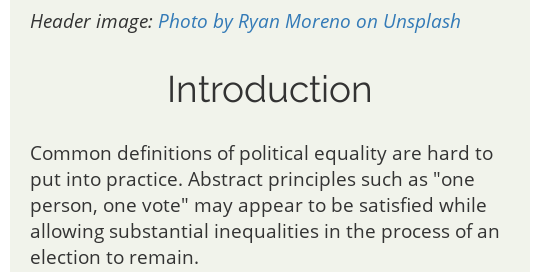 Header image: Photo by Ryan Moreno on Unsplash
Introduction
Common definitions of political equality are hard to
put into practice. Abstract principles such as "one
person, one vote" may appear to be satisfied while
allowing substantial inequalities in the process of an
election to remain.